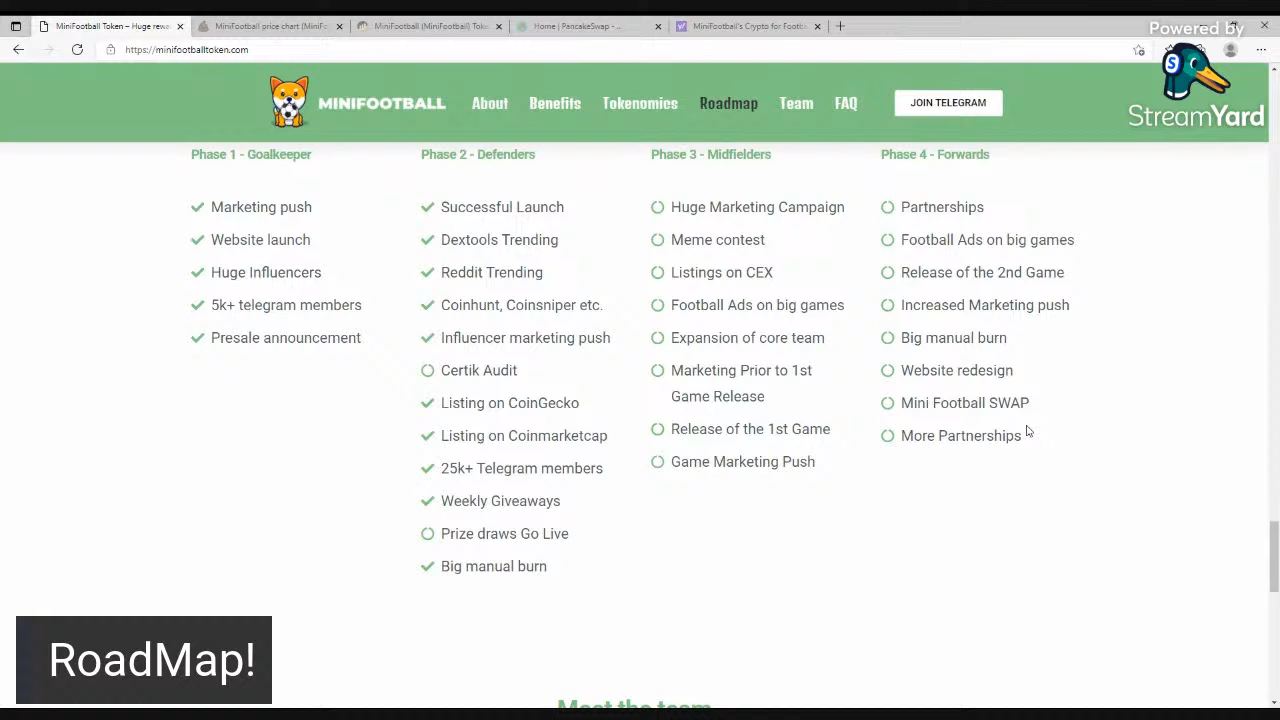 MiniFootball Token – Huge rewa
MiniFootball price chart (MiniFo
MiniFootball (MiniFootball) Tok
Home | PancakeSwap - ...
MiniFootball's Crypto for Footb
https://minifootballtoken.com
Powered by
StreamYard
MINIFOOTBALL
About
Benefits
Tokenomics
Roadmap
Team
FAQ
JOIN TELEGRAM
Phase 1 - Goalkeeper
Marketing push
Website launch
Huge Influencers
5k+ telegram members
Presale announcement
Phase 2 - Defenders
Successful Launch
Dextools Trending
Reddit Trending
Coinhunt, Coinsniper etc.
Influencer marketing push
Certik Audit
Listing on CoinGecko
Listing on Coinmarketcap
25k+ Telegram members
Weekly Giveaways
Prize draws Go Live
Big manual burn
Phase 3 - Midfielders
Huge Marketing Campaign
Meme contest
Listings on CEX
Football Ads on big games
Expansion of core team
Marketing Prior to 1st
Game Release
Release of the 1st Game
Game Marketing Push
Phase 4 - Forwards
Partnerships
Football Ads on big games
Release of the 2nd Game
Increased Marketing push
Big manual burn
Website redesign
Mini Football SWAP
More Partnerships
RoadMap!
Meet the team